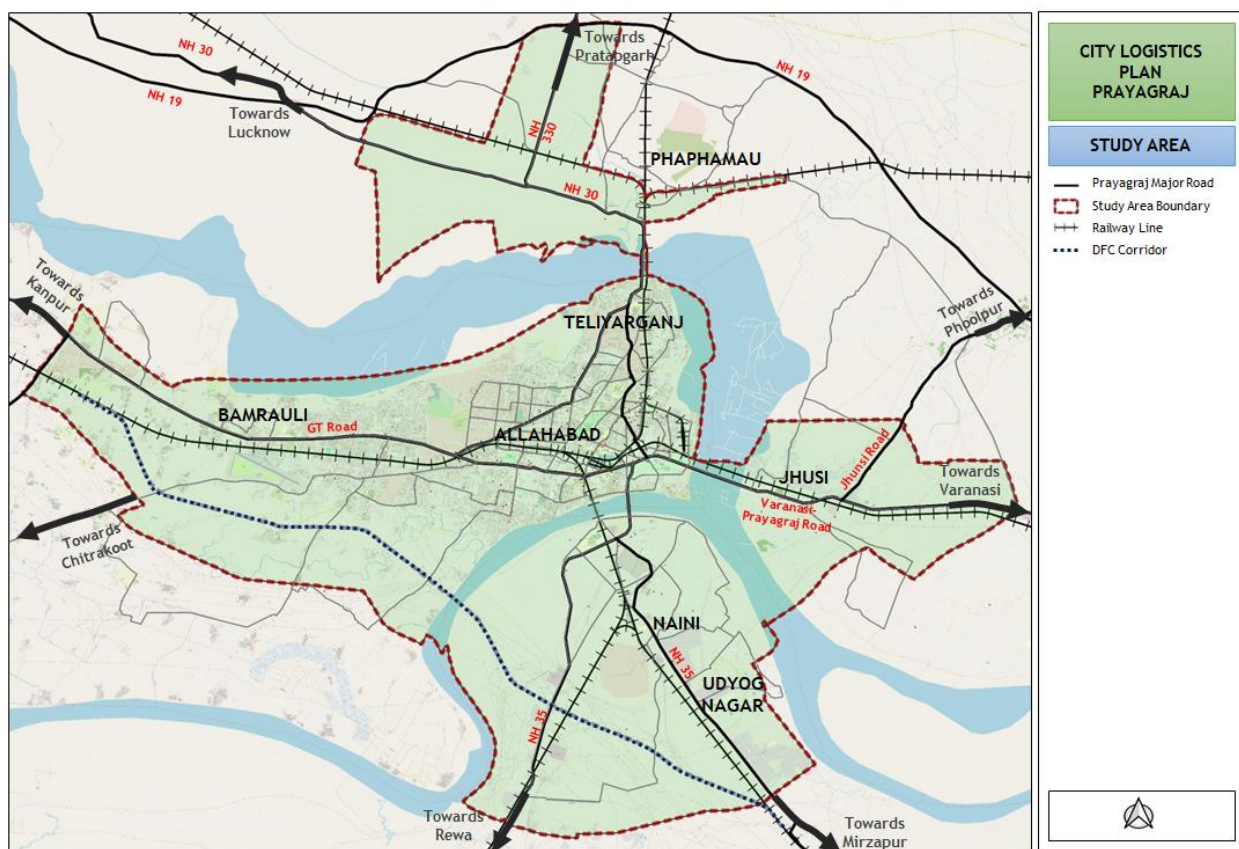 CITY LOGISTICS
PLAN
PRAYAGRAJ
STUDY AREA
Prayagraj Major Road
Study Area Boundary
Railway Line
DFC Corridor
NH 30
NH 19
Towards
Lucknow
Towards
Pratapgarh
NH
330
NH 19
PHAPHAMAU
NH 30
Towards
Kanpur
TELIYARGANJ
Towards
Phoolpur
BAMRAULI
GT Road
ALLAHABAD
JHUSI
Jhunsi Road
Towards
Varanasi
Varanasi-
Prayagraj Road
Towards
Chitrakoot
NAINI
NH 35
UDYOG
NAGAR
NH 35
Towards
Rewa
Towards
Mirzapur